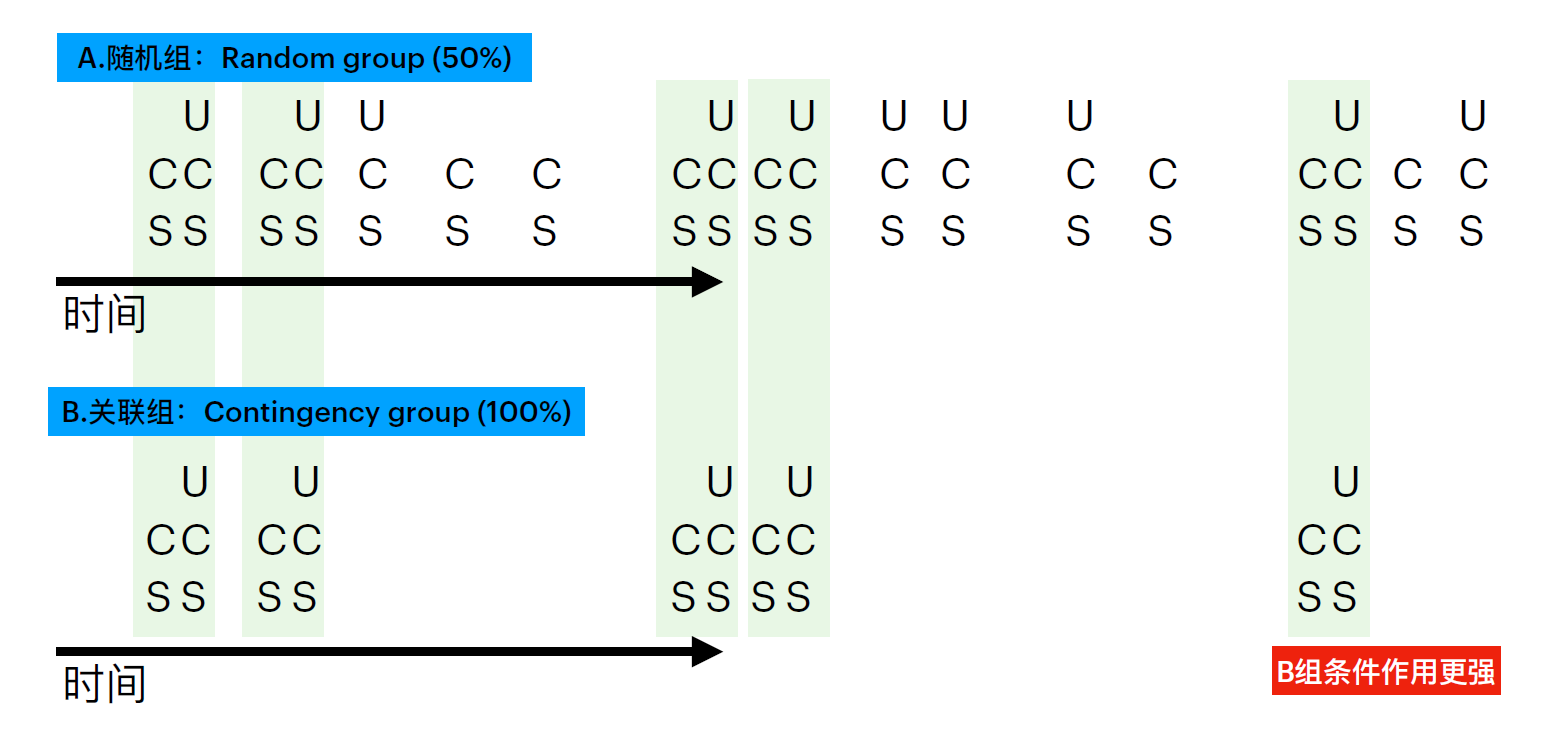 A.随机组：Random group (50%)
U U U U U U U U U U
CC CC C C C CC CC C C C C CC C C
SS SS S S S SS SS S S S S SS S S
时间
B.关联组：Contingency group (100%)
U U U U U
CC CC CC CC CC
SS SS SS SS SS
时间
B组条件作用更强